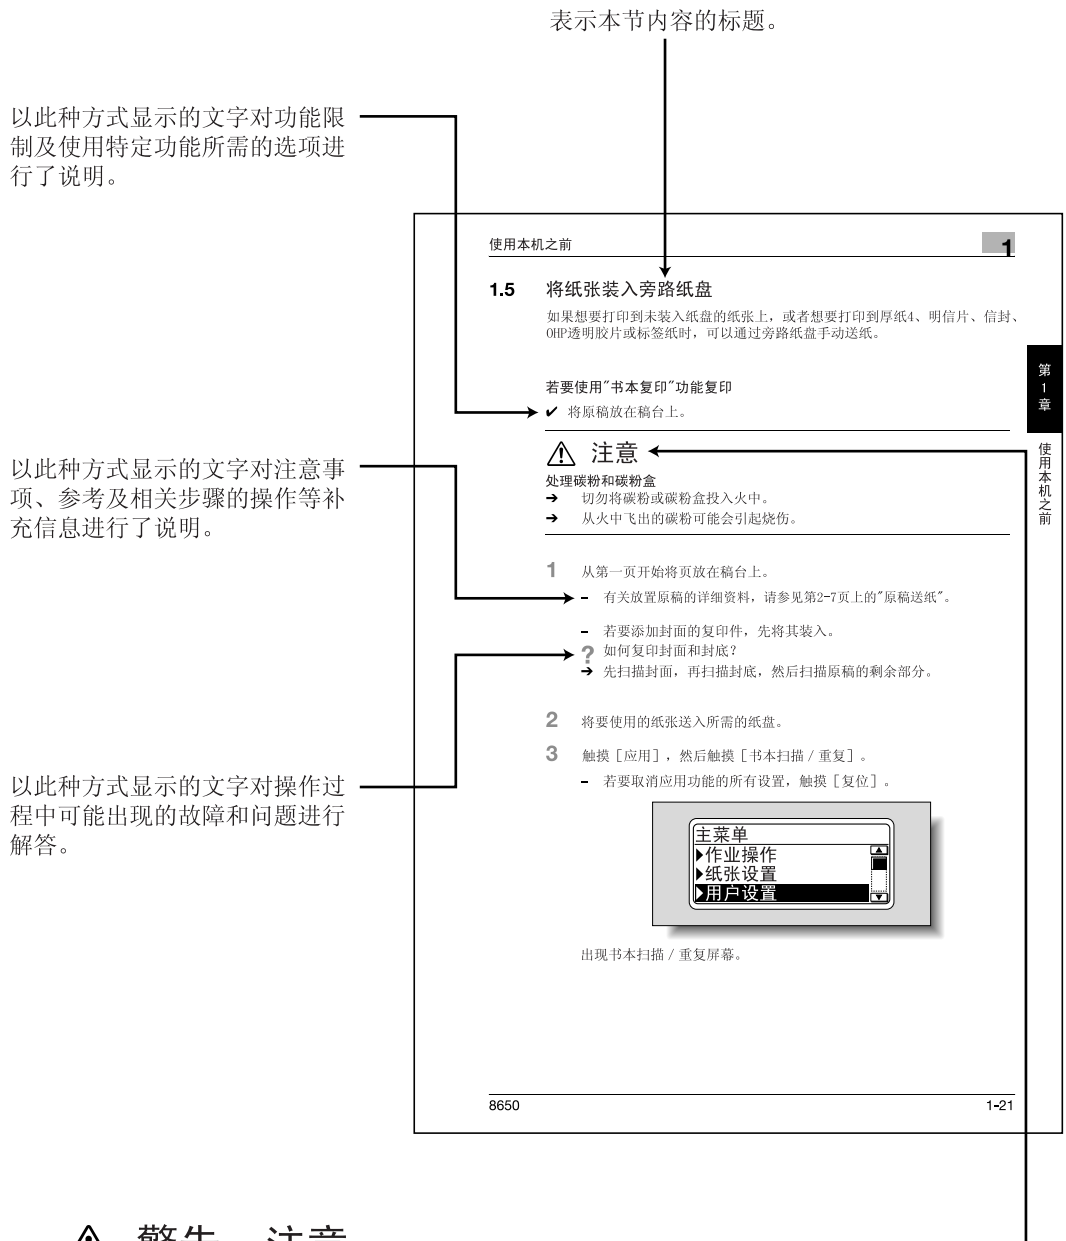 表示本节内容的标题。
以此种方式显示的文字对功能限
制及使用特定功能所需的选项进
行了说明。
使用本机之前
1
1.5 将纸张装入旁路纸盘
如果想要打印到未装入纸盘的纸张上，或者想要打印到厚纸4、明信片、信封、
OHP透明胶片或标签纸时，可以通过旁路纸盘手动送纸。
第1章
使用本机之前
若要使用"书本复印"功能复印
✔ 将原稿放在稿台上。
注意
处理碳粉和碳粉盒
➔ 切勿将碳粉或碳粉盒投入火中。
➔ 从火中飞出的碳粉可能会引起烧伤。
以此种方式显示的文字对注意事
项、参考及相关步骤的操作等补
充信息进行了说明。
1 从第一页开始将页放在稿台上。
– 有关放置原稿的详细资料，请参见第2-7页上的"原稿送纸"。
– 若要添加封面的复印件，先将其装入。
? 如何复印封面和封底？
➔ 先扫描封面，再扫描封底，然后扫描原稿的剩余部分。
2 将要使用的纸张送入所需的纸盘。
3 触摸［应用］，然后触摸［书本扫描／重复］。
– 若要取消应用功能的所有设置，触摸［复位］。
以此种方式显示的文字对操作过
程中可能出现的故障和问题进行
解答。
主菜单
作业操作
纸张设置
用户设置
出现书本扫描／重复屏幕。
8650
1-21